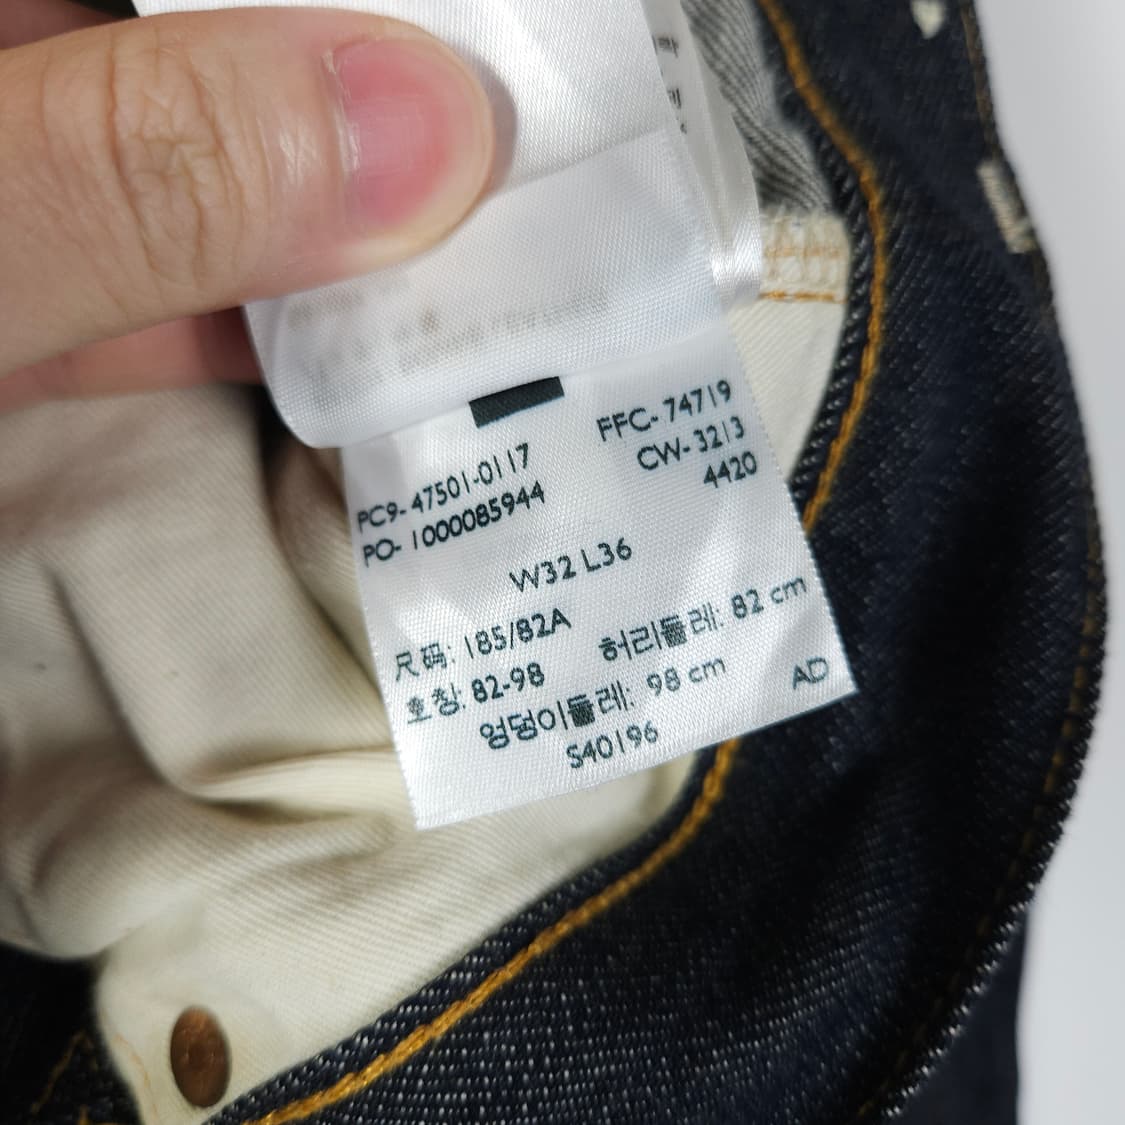 PC9- 47501-0117
PO- 1000085944
FFC- 74719
CW- 3213
4420
W32 L36
尺码: 185/82A
허리둘레: 82 cm
호칭: 82-98
엉덩이둘레: 98 cm
AD
S40196